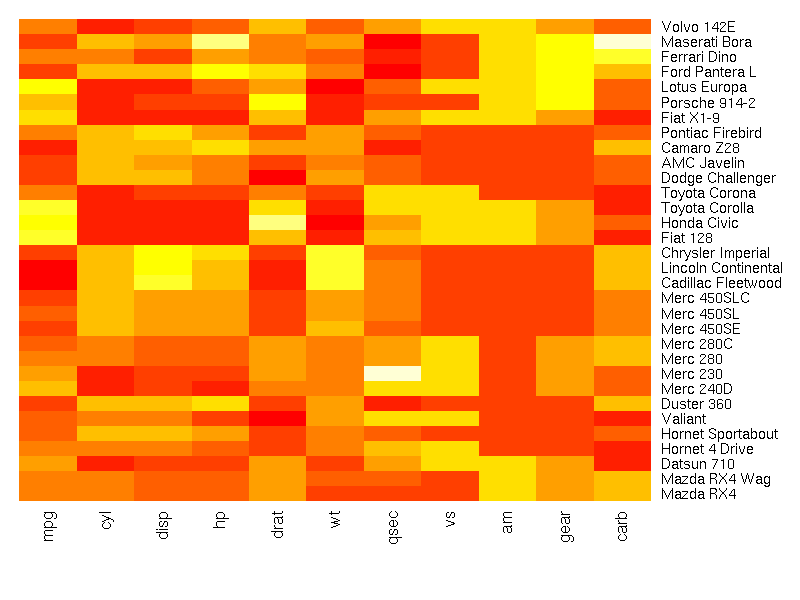 Volvo 142E
Maserati Bora
Ferrari Dino
Ford Pantera L
Lotus Europa
Porsche 914-2
Fiat X1-9
Pontiac Firebird
Camaro Z28
AMC Javelin
Dodge Challenger
Toyota Corona
Toyota Corolla
Honda Civic
Fiat 128
Chrysler Imperial
Lincoln Continental
Cadillac Fleetwood
Merc 450SLC
Merc 450SL
Merc 450SE
Merc 280C
Merc 280
Merc 230
Merc 240D
Duster 360
Valiant
Hornet Sportabout
Hornet 4 Drive
Datsun 710
Mazda RX4 Wag
Mazda RX4
mpg
cyl
disp
hp
drat
wt
qsec
vs
am
gear
carb